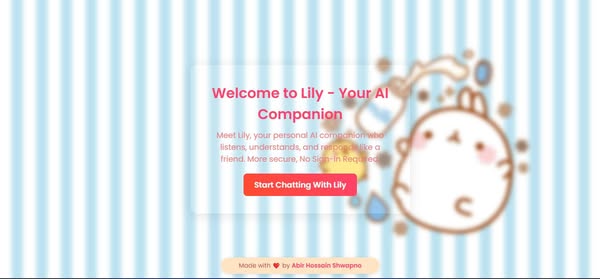 Welcome to Lily - Your AI
Companion
Meet Lily, your personal AI companion who
listens, understands, and responds like a
friend. More secure, No Sign-in Required.
Start Chatting With Lily
Made with ❤️ by Abir Hossain Shwapno